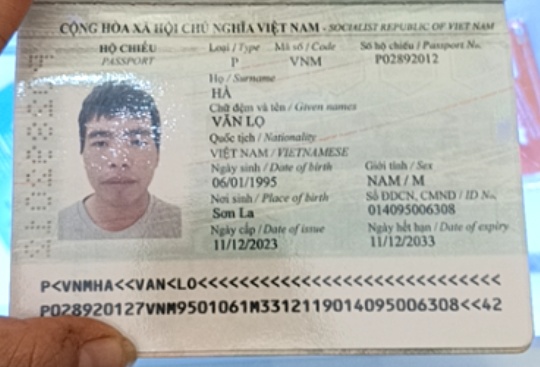 CỘNG HÒA XÃ HỘI CHỦ NGHĨA VIỆT NAM - SOCIALIST REPUBLIC OF VIET NAM
HỘ CHIẾU Loại / Type Mã số / Code Số hộ chiếu / Passport No.
PASSPORT P VNM P02892012
Họ / Surname
HÀ
Chữ đệm và tên / Given names
VĂN LỌ
Quốc tịch / Nationality
VIỆT NAM / VIETNAMESE
Ngày sinh / Date of birth Giới tính / Sex
06/01/1995 NAM / M
Nơi sinh / Place of birth Số ĐDCN, CMND / ID No.
Sơn La 014095006308
Ngày cấp / Date of issue Ngày hết hạn / Date of expiry
11/12/2023 11/12/2033
P<VNMHA<<VAN<LO<<<<<<<<<<<<<<<<<<<<<<<<<<<<<
P028920127VNM9501061M3312119014095006308<<42